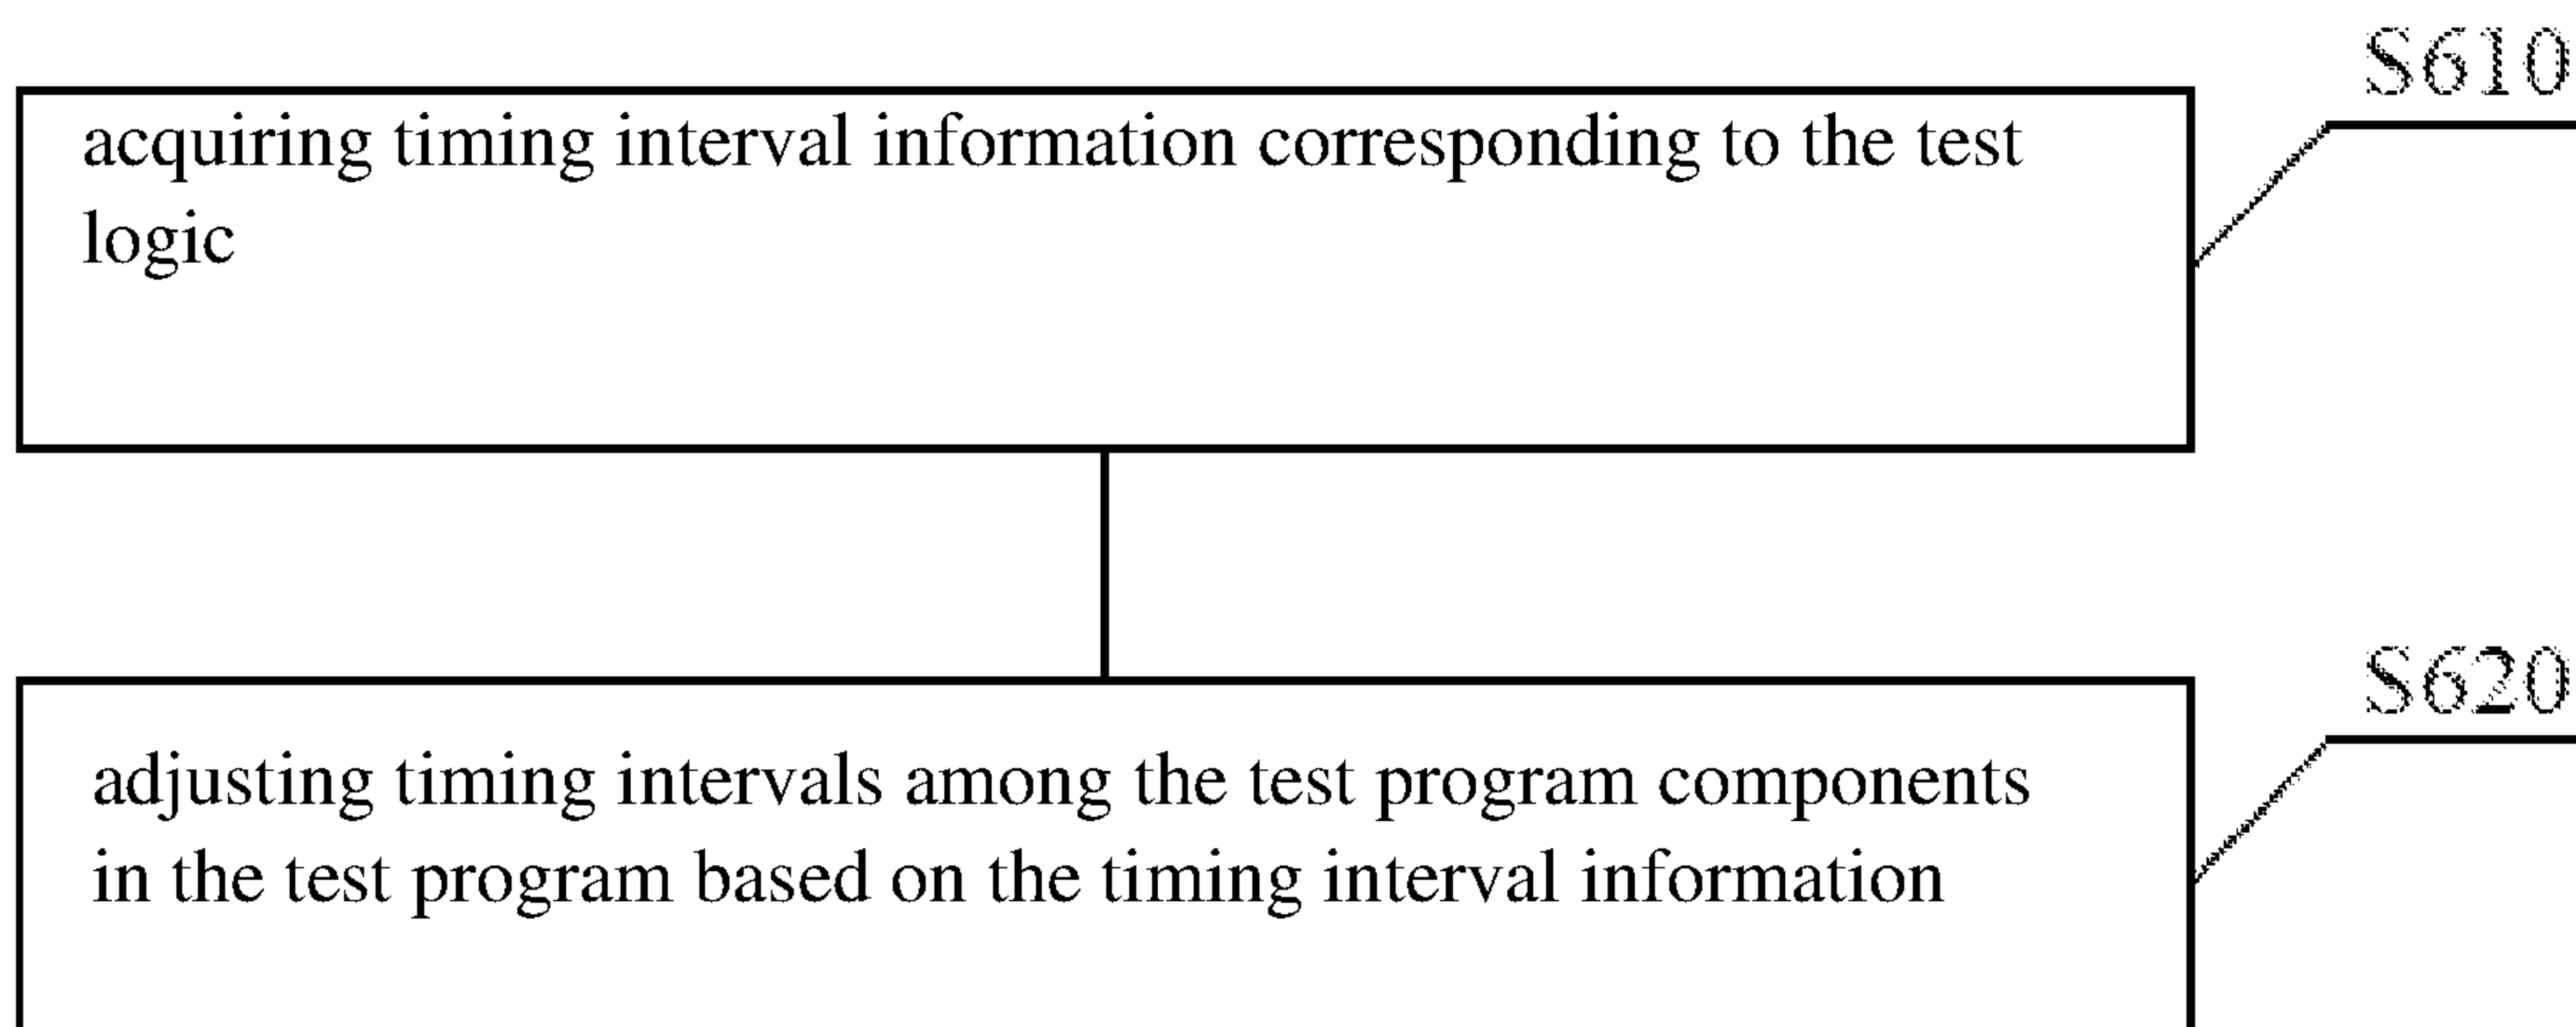 S610
acquiring timing interval information corresponding to the test
logic
S620
adjusting timing intervals among the test program components
in the test program based on the timing interval information